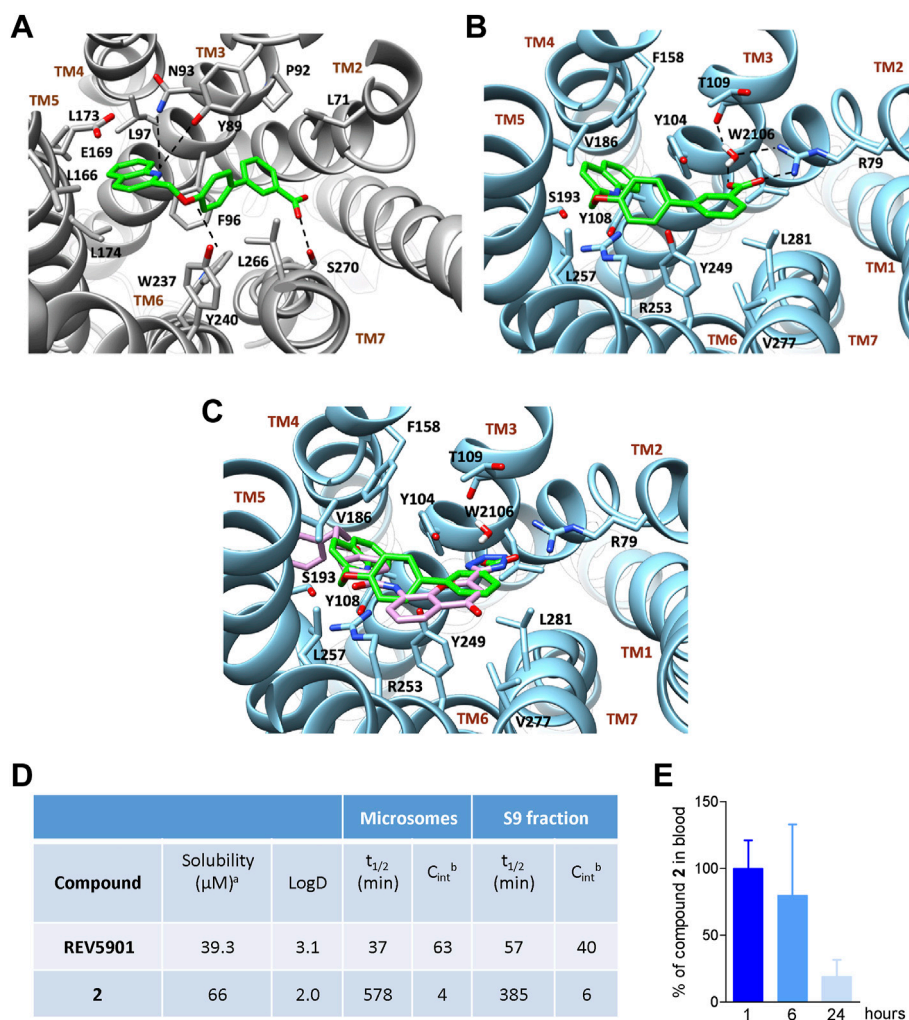 A
TM3
N93
P92
TM2
TM4
TM5
L173
L97
Y89
L71
E169
L166
F96
L174
L266
W237
S270
TM6
Y240
TM7
B
TM4
F158
TM3
T109
TM2
TM5
Y104
W2106
V186
R79
S193
Y108
L281
L257
Y249
TM1
R253
TM6
V277
TM7
C
TM4
F158
TM3
T109
TM2
TM5
Y104
W2106
V186
R79
S193
Y108
L281
L257
Y249
TM1
R253
TM6
V277
TM7
D
Microsomes S9 fraction
Compound Solubility (µM)ᵃ LogD t1/2 (min) Cintᵇ t1/2 (min) Cintᵇ
REV5901 39.3 3.1 37 63 57 40
2 66 2.0 578 4 385 6
E
% of compound 2 in blood
150
100
50
0
1 6 24 hours